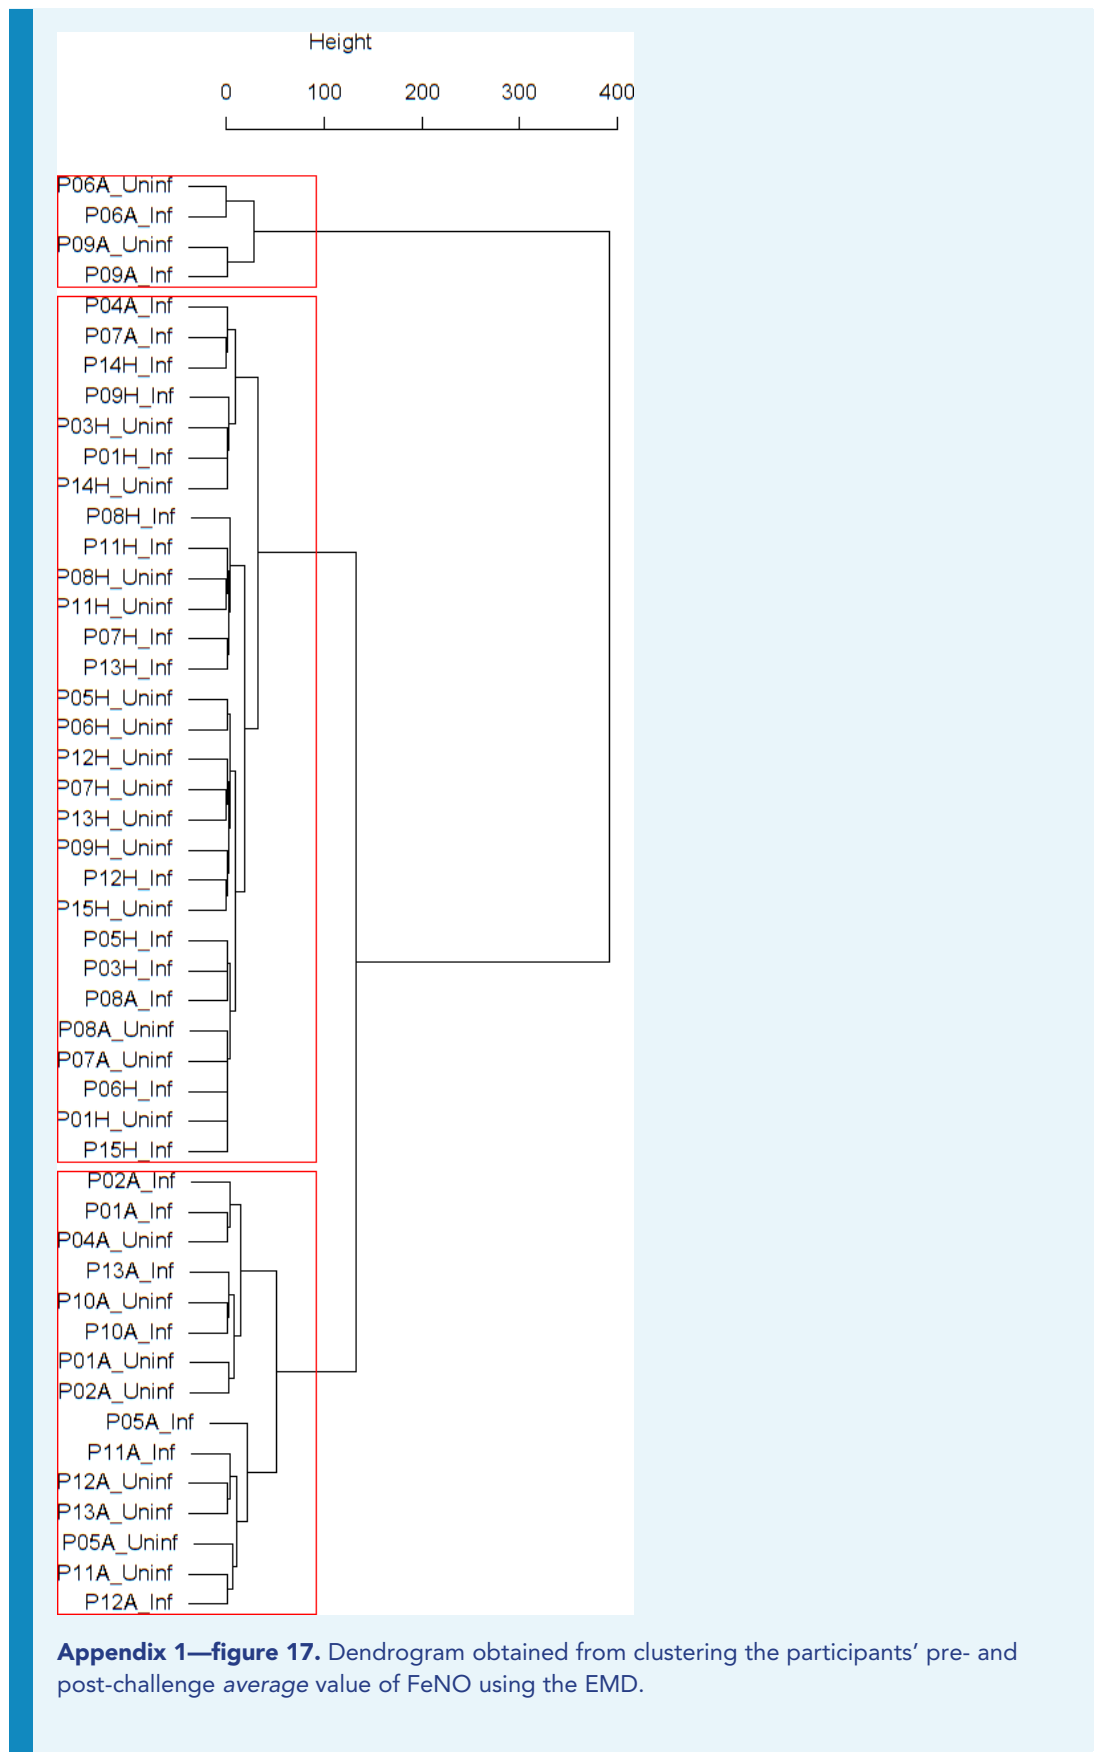 Height
0 100 200 300 400
P06A_Uninf
P06A_Inf
P09A_Uninf
P09A_Inf
P04A_Inf
P07A_Inf
P14H_Inf
P09H_Inf
P03H_Uninf
P01H_Inf
P14H_Uninf
P08H_Inf
P11H_Inf
P08H_Uninf
P11H_Uninf
P07H_Inf
P13H_Inf
P05H_Uninf
P06H_Uninf
P12H_Uninf
P07H_Uninf
P13H_Uninf
P09H_Uninf
P12H_Inf
P15H_Uninf
P05H_Inf
P03H_Inf
P08A_Inf
P08A_Uninf
P07A_Uninf
P06H_Inf
P01H_Uninf
P15H_Inf
P02A_Inf
P01A_Inf
P04A_Uninf
P13A_Inf
P10A_Uninf
P10A_Inf
P01A_Uninf
P02A_Uninf
P05A_Inf
P11A_Inf
P12A_Uninf
P13A_Uninf
P05A_Uninf
P11A_Uninf
P12A_Inf
Appendix 1—figure 17. Dendrogram obtained from clustering the participants’ pre- and
post-challenge average value of FeNO using the EMD.